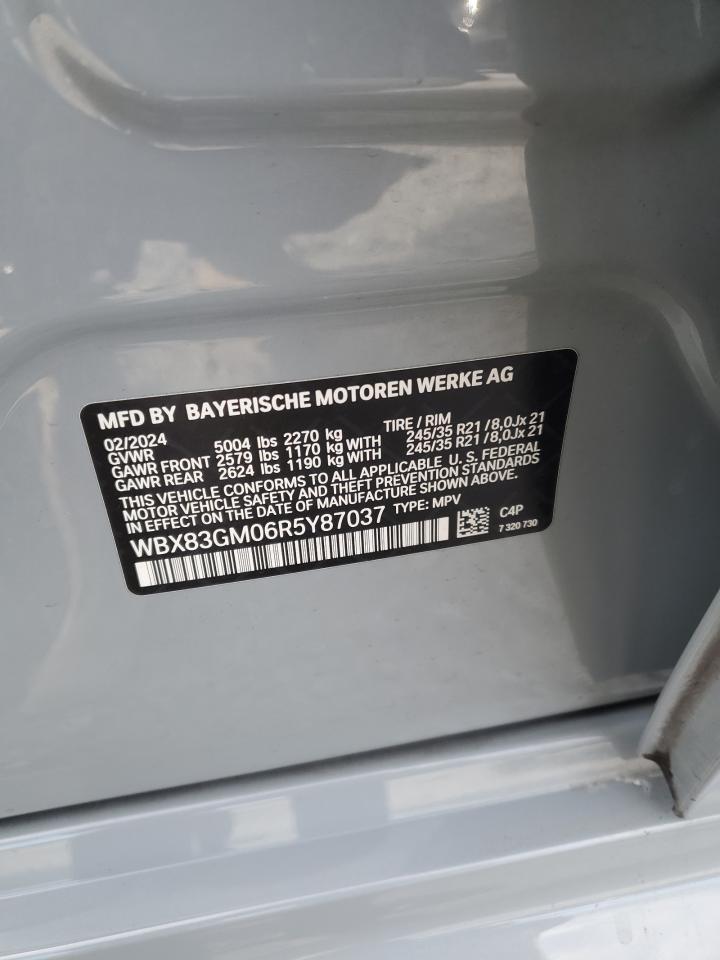 MFD BY BAYERISCHE MOTOREN WERKE AG
02/2024 TIRE / RIM
GVWR 5004 lbs 2270 kg
GAWR FRONT 2579 lbs 1170 kg WITH 245/35 R21 / 8,0Jx 21
GAWR REAR 2624 lbs 1190 kg WITH 245/35 R21 / 8,0Jx 21
THIS VEHICLE CONFORMS TO ALL APPLICABLE U. S. FEDERAL
MOTOR VEHICLE SAFETY AND THEFT PREVENTION STANDARDS
IN EFFECT ON THE DATE OF MANUFACTURE SHOWN ABOVE.
WBX83GM06R5Y87037 TYPE: MPV
C4P
7 320 730